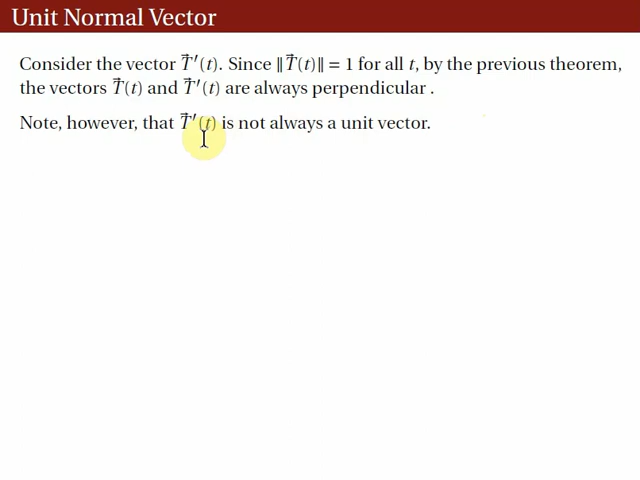 Unit Normal Vector
Consider the vector T⃗′(t). Since ‖T⃗(t)‖ = 1 for all t, by the previous theorem,
the vectors T⃗(t) and T⃗′(t) are always perpendicular .
Note, however, that T⃗′(t) is not always a unit vector.